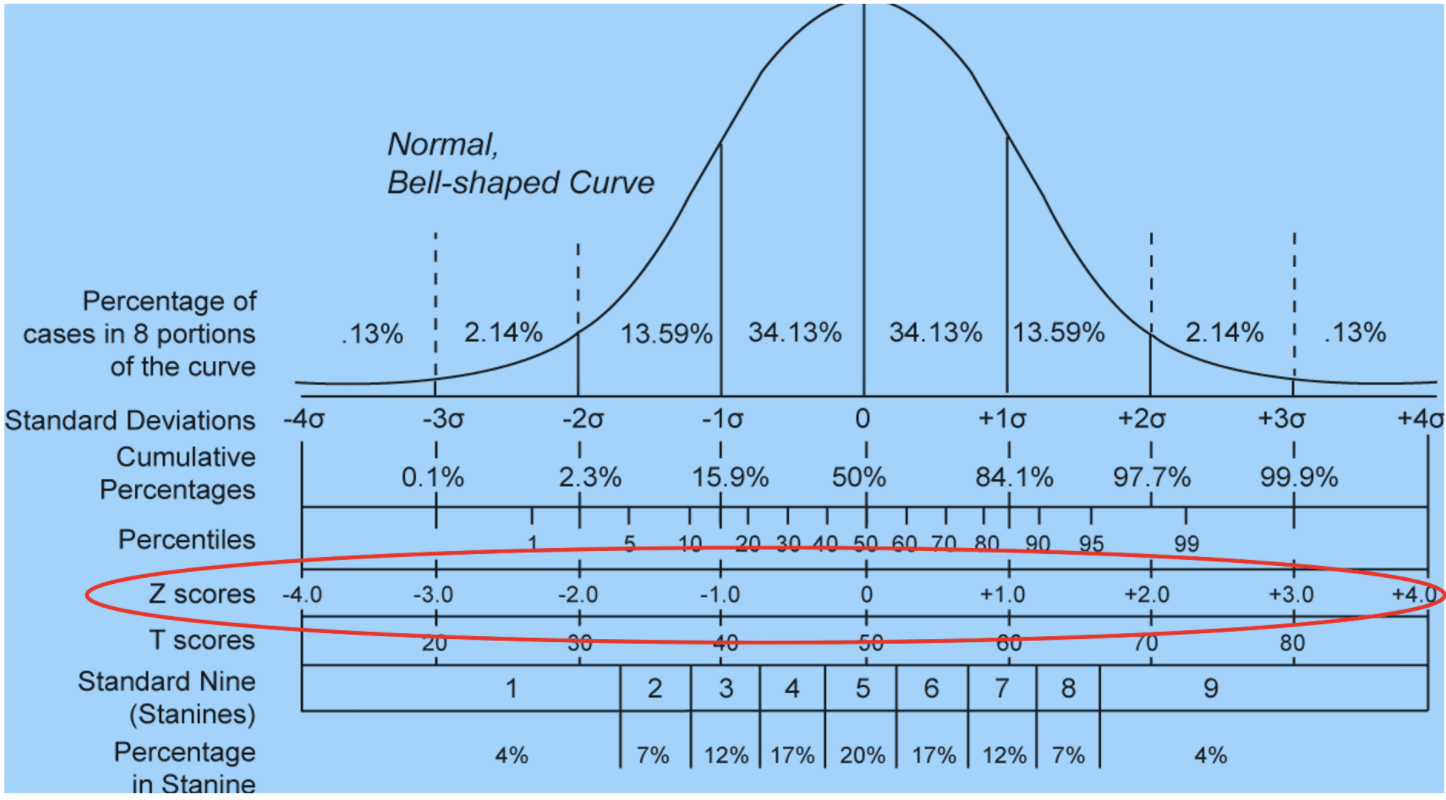 Normal,
Bell-shaped Curve
Percentage of
cases in 8 portions
of the curve
.13% 2.14% 13.59% 34.13% 34.13% 13.59% 2.14% .13%
Standard Deviations -4σ -3σ -2σ -1σ 0 +1σ +2σ +3σ +4σ
Cumulative
Percentages 0.1% 2.3% 15.9% 50% 84.1% 97.7% 99.9%
Percentiles 1 5 10 20 30 40 50 60 70 80 90 95 99
Z scores -4.0 -3.0 -2.0 -1.0 0 +1.0 +2.0 +3.0 +4.0
T scores 20 30 40 50 60 70 80
Standard Nine
(Stanines) 1 2 3 4 5 6 7 8 9
Percentage
in Stanine 4% 7% 12% 17% 20% 17% 12% 7% 4%